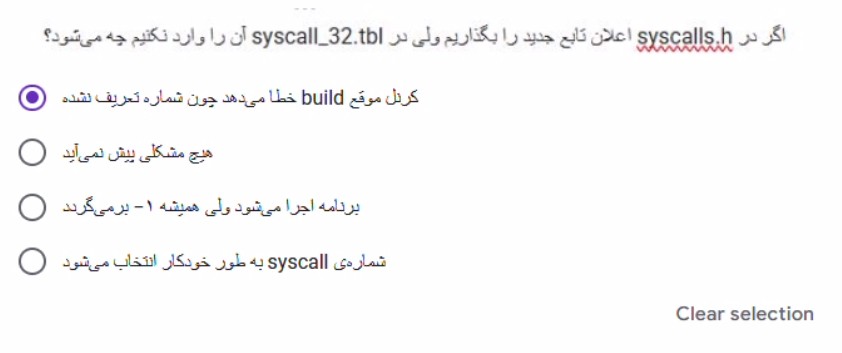 اگر در syscalls.h اعلان تابع جدید را بگذاریم ولی در syscall_32.tbl آن را وارد نکنیم چه می‌شود؟
کرنل موقع build خطا می‌دهد چون شماره تعریف نشده
هیچ مشکلی پیش نمی‌آید
برنامه اجرا می‌شود ولی همیشه ۱- برمی‌گردد
شماره‌ی syscall به طور خودکار انتخاب می‌شود
Clear selection